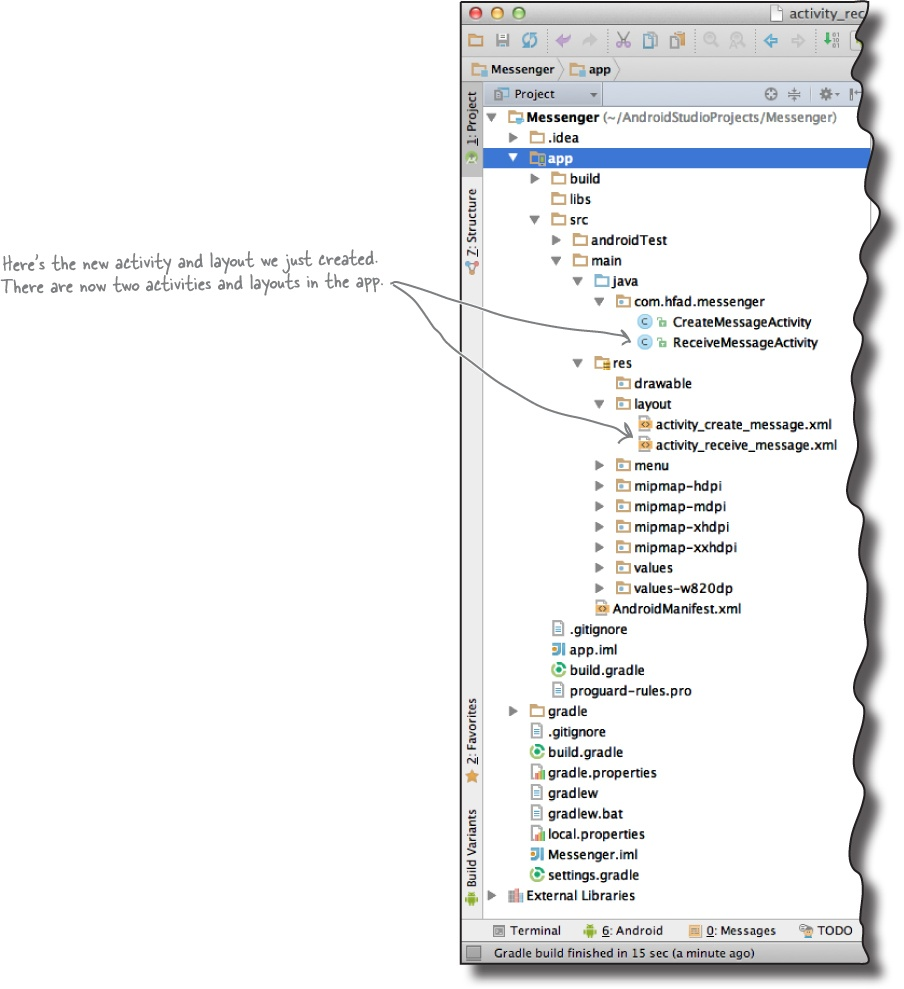 activity_rec
Messenger
app
Project
1: Project
Messenger (~/AndroidStudioProjects/Messenger)
.idea
app
build
libs
src
7: Structure
androidTest
Here's the new activity and layout we just created.
There are now two activities and layouts in the app.
main
java
com.hfad.messenger
CreateMessageActivity
ReceiveMessageActivity
res
drawable
layout
activity_create_message.xml
activity_receive_message.xml
menu
mipmap-hdpi
mipmap-mdpi
mipmap-xhdpi
mipmap-xxhdpi
values
values-w820dp
AndroidManifest.xml
.gitignore
app.iml
build.gradle
proguard-rules.pro
gradle
2: Favorites
.gitignore
build.gradle
gradle.properties
gradlew
gradlew.bat
local.properties
Build Variants
Messenger.iml
settings.gradle
External Libraries
Terminal
6: Android
0: Messages
TODO
Gradle build finished in 15 sec (a minute ago)